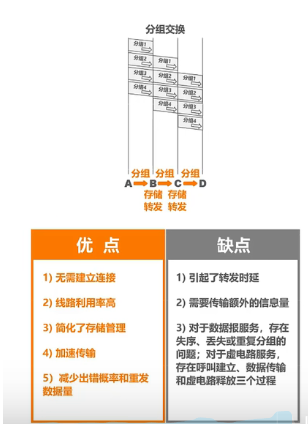 分组交换
分组1
分组2
分组1
分组3
分组2
分组1
分组4
分组3
分组2
分组4
分组3
分组4
分组 分组 分组
A B C D
存储 存储
转发 转发
优 点
1) 无需建立连接
2) 线路利用率高
3) 简化了存储管理
4) 加速传输
5) 减少出错概率和重发
数据量
缺点
1) 引起了转发时延
2) 需要传输额外的信息量
3) 对于数据报服务，存在
失序、丢失或重复分组的
问题；对于虚电路服务，
存在呼叫建立、数据传输
和虚电路释放三个过程